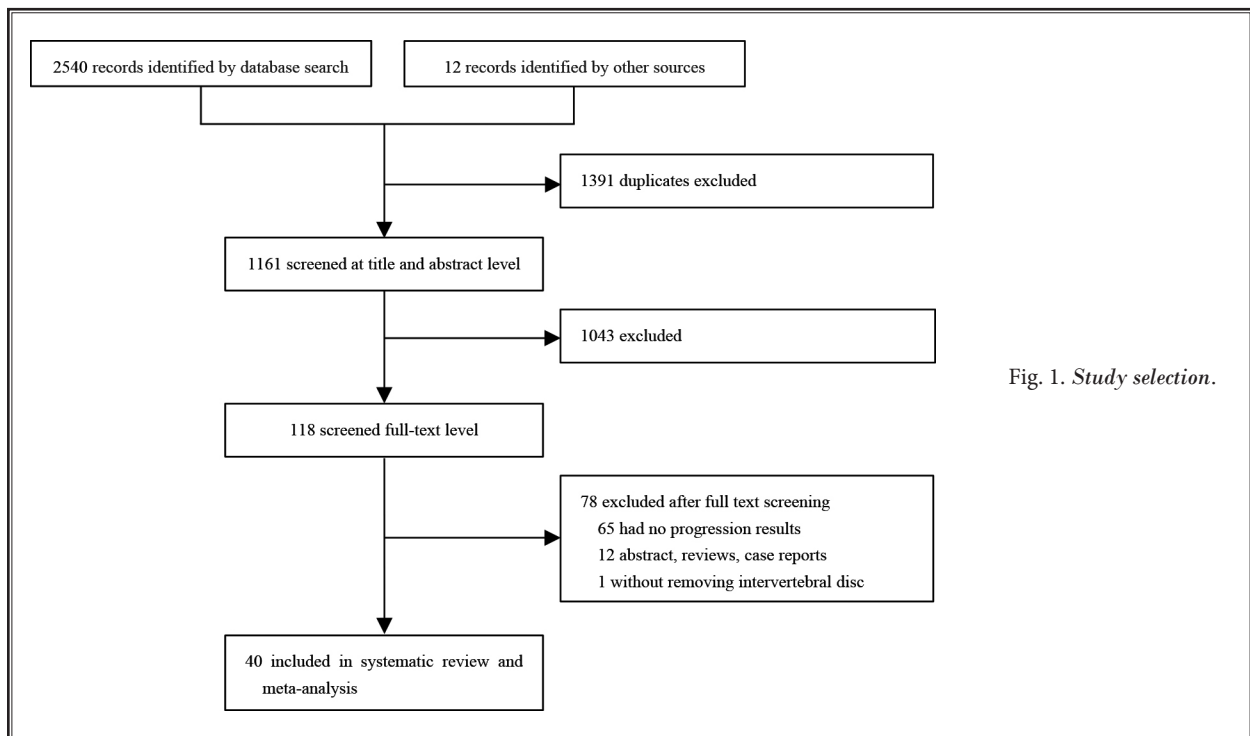 2540 records identified by database search
12 records identified by other sources
1391 duplicates excluded
1161 screened at title and abstract level
1043 excluded
118 screened full-text level
78 excluded after full text screening
65 had no progression results
12 abstract, reviews, case reports
1 without removing intervertebral disc
40 included in systematic review and
meta-analysis
Fig. 1. Study selection.